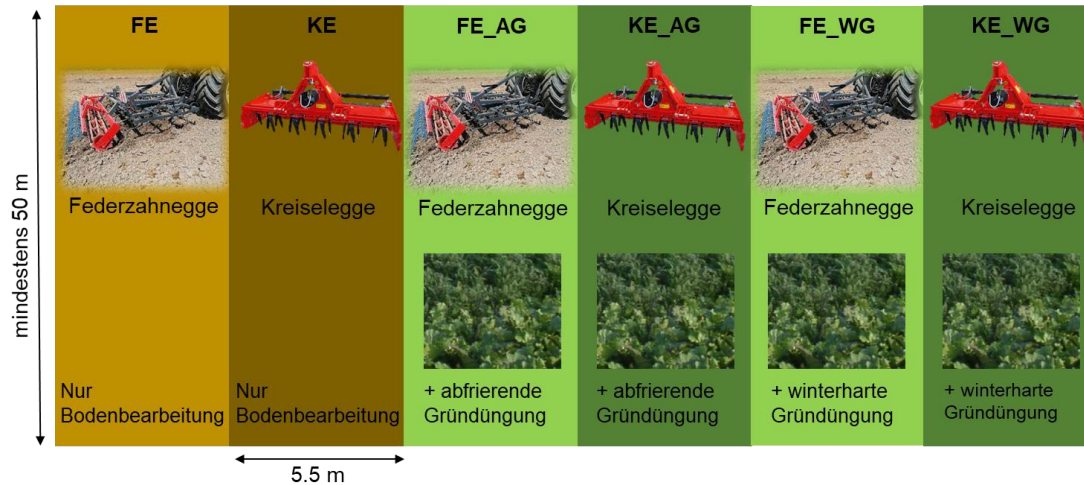 FE
KE
FE_AG
KE_AG
FE_WG
KE_WG
Federzahnegge
Kreiselegge
Federzahnegge
Kreiselegge
Federzahnegge
Kreiselegge
mindestens 50 m
Nur
Bodenbearbeitung
Nur
Bodenbearbeitung
+ abfrierende
Gründüngung
+ abfrierende
Gründüngung
+ winterharte
Gründüngung
+ winterharte
Gründüngung
5.5 m